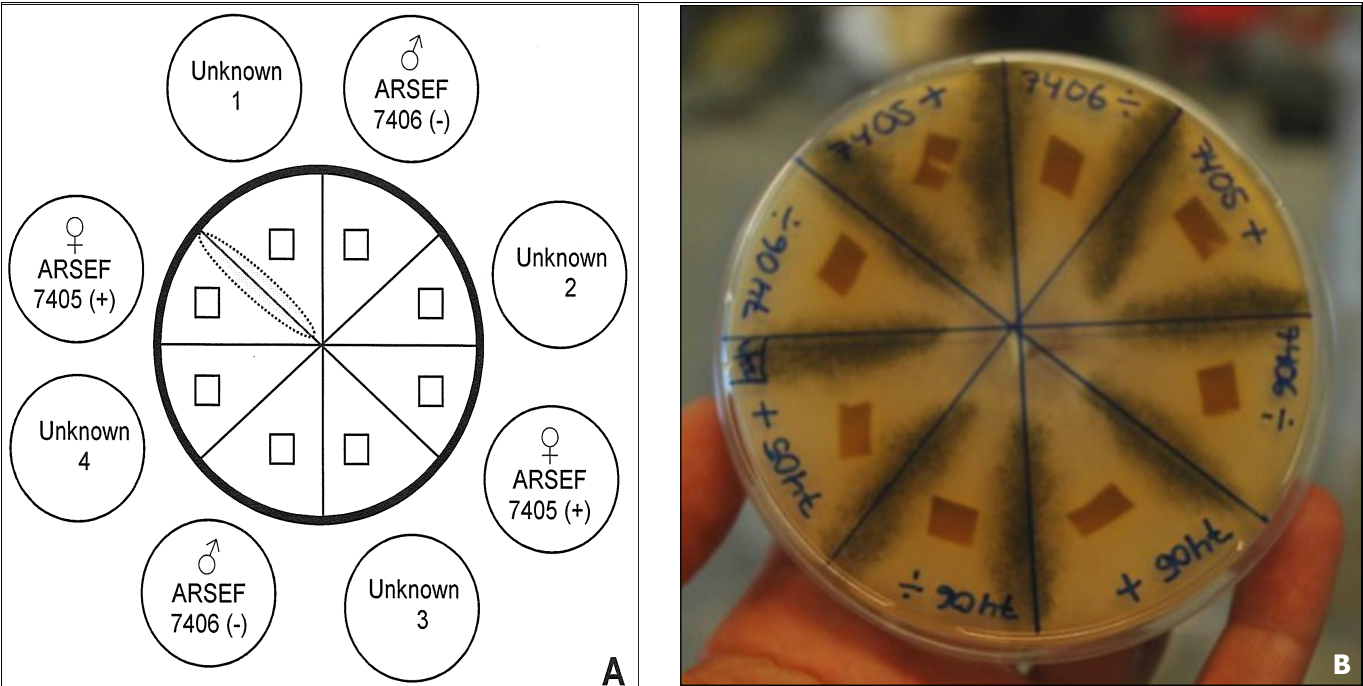 Unknown
1
♂
ARSEF
7406 (-)
♀
ARSEF
7405 (+)
Unknown
2
Unknown
4
♀
ARSEF
7405 (+)
♂
ARSEF
7406 (-)
Unknown
3
A
7405 +
7406 ÷
7405 +
7406 ÷
7406 +
7406 ÷
7405 +
7406 ÷
B